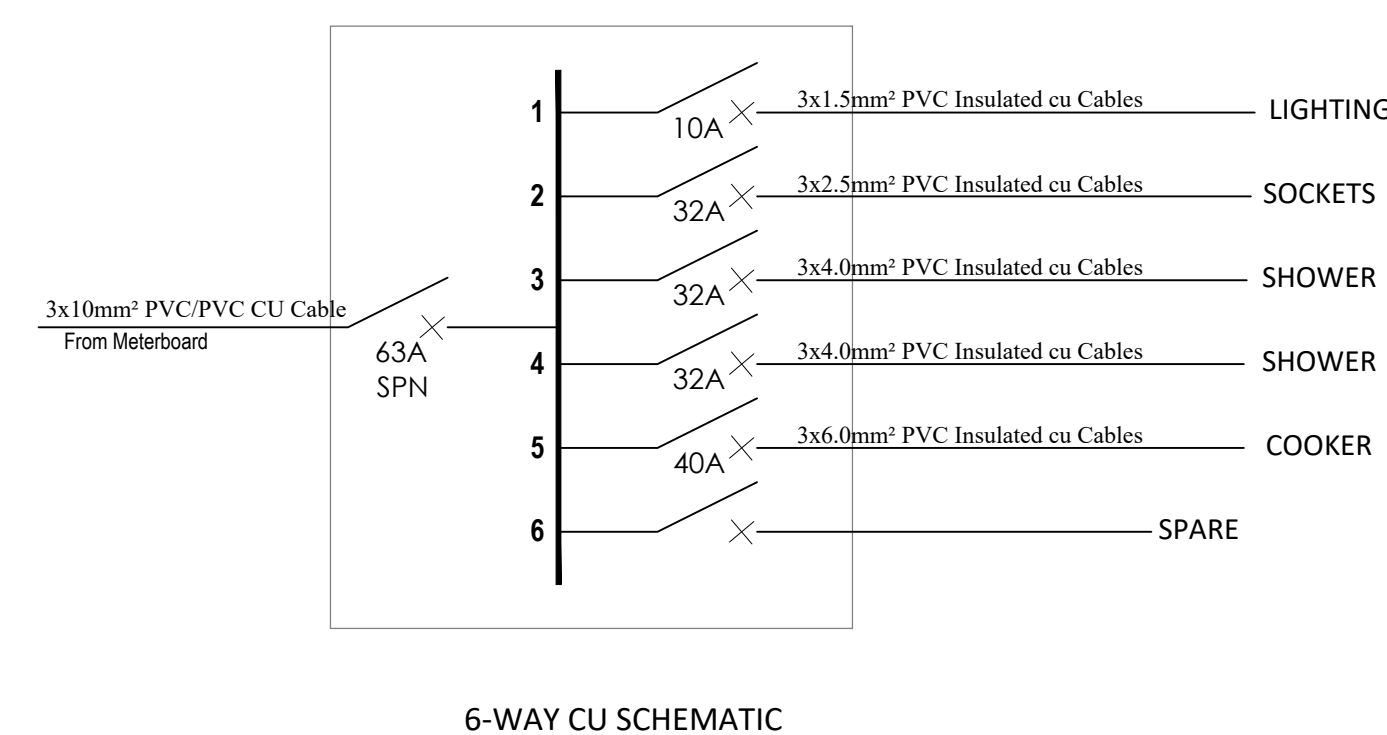 1
10A
3x1.5mm² PVC Insulated cu Cables
LIGHTING
2
32A
3x2.5mm² PVC Insulated cu Cables
SOCKETS
3
32A
3x4.0mm² PVC Insulated cu Cables
SHOWER
3x10mm² PVC/PVC CU Cable
From Meterboard
63A
SPN
4
32A
3x4.0mm² PVC Insulated cu Cables
SHOWER
5
40A
3x6.0mm² PVC Insulated cu Cables
COOKER
6
SPARE
6-WAY CU SCHEMATIC